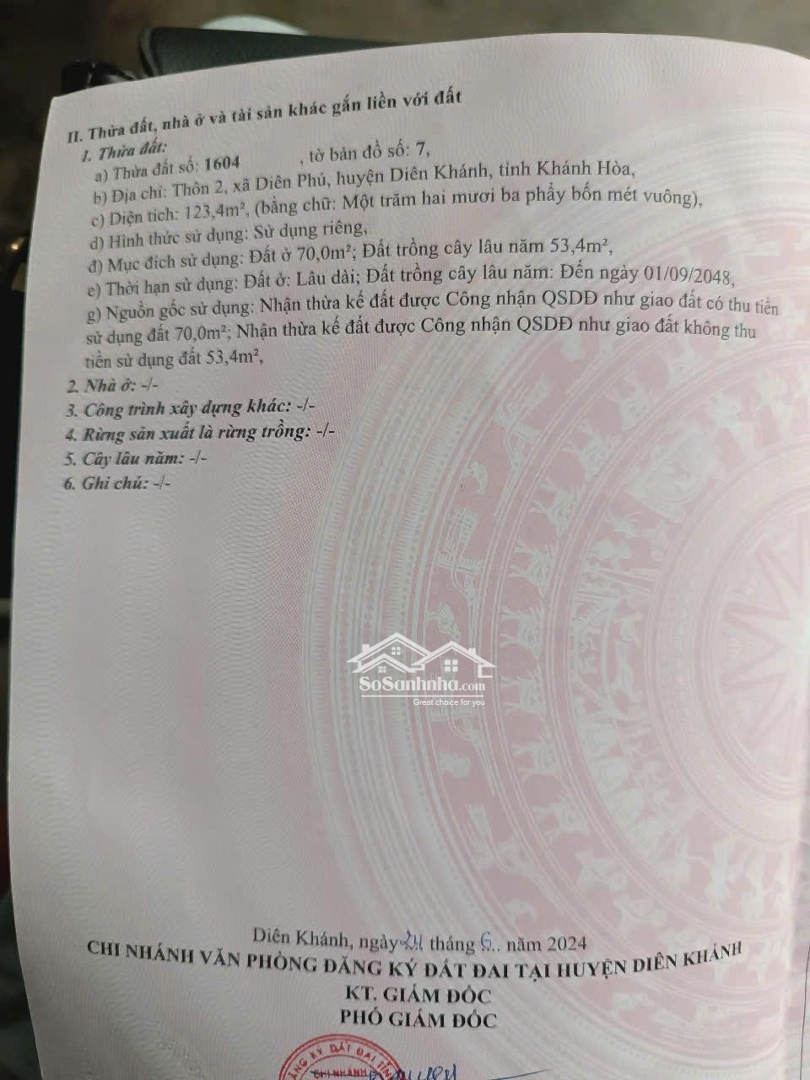 II. Thửa đất, nhà ở và tài sản khác gắn liền với đất
1. Thửa đất:
a) Thửa đất số: 1604 , tờ bản đồ số: 7,
b) Địa chỉ: Thôn 2, xã Diên Phú, huyện Diên Khánh, tỉnh Khánh Hòa,
c) Diện tích: 123,4m², (bằng chữ: Một trăm hai mươi ba phẩy bốn mét vuông),
d) Hình thức sử dụng: Sử dụng riêng,
đ) Mục đích sử dụng: Đất ở 70,0m²; Đất trồng cây lâu năm 53,4m²,
e) Thời hạn sử dụng: Đất ở: Lâu dài; Đất trồng cây lâu năm: Đến ngày 01/09/2048,
g) Nguồn gốc sử dụng: Nhận thừa kế đất được Công nhận QSDĐ như giao đất có thu tiền
sử dụng đất 70,0m²; Nhận thừa kế đất được Công nhận QSDĐ như giao đất không thu
tiền sử dụng đất 53,4m²,
2. Nhà ở: -/-
3. Công trình xây dựng khác: -/-
4. Rừng sản xuất là rừng trồng: -/-
5. Cây lâu năm: -/-
6. Ghi chú: -/-
SoSanhnha.com
Great choice for you
Diên Khánh, ngày 24 tháng 6.. năm 2024
CHI NHÁNH VĂN PHÒNG ĐĂNG KÝ ĐẤT ĐAI TẠI HUYỆN DIÊN KHÁNH
KT. GIÁM ĐỐC
PHÓ GIÁM ĐỐC
ĐĂNG KÝ ĐẤT ĐAI TỈNH
CHI NHÁNH